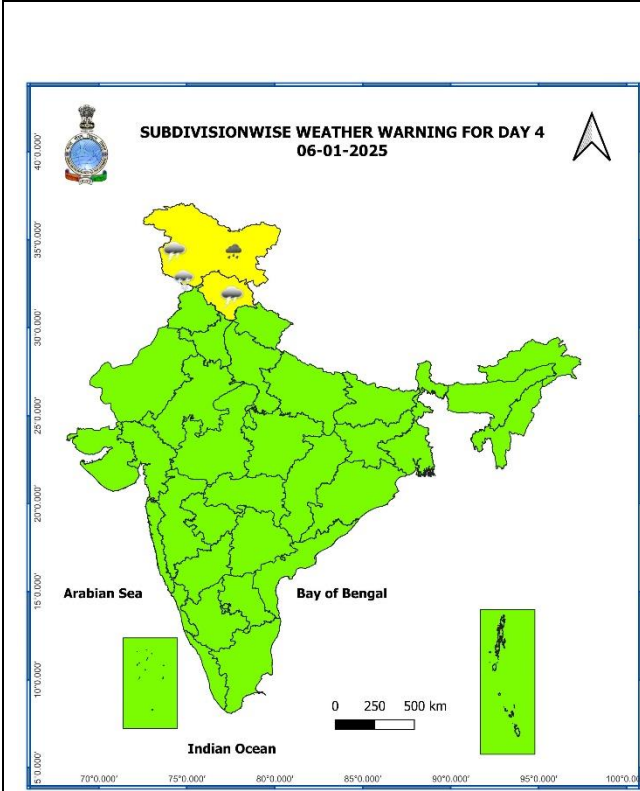 SUBDIVISIONWISE WEATHER WARNING FOR DAY 4
06-01-2025
40°0.000'
35°0.000'
30°0.000'
25°0.000'
20°0.000'
15°0.000'
10°0.000'
5°0.000'
Arabian Sea
Bay of Bengal
0 250 500 km
Indian Ocean
70°0.000' 75°0.000' 80°0.000' 85°0.000' 90°0.000' 95°0.000' 100°0.0